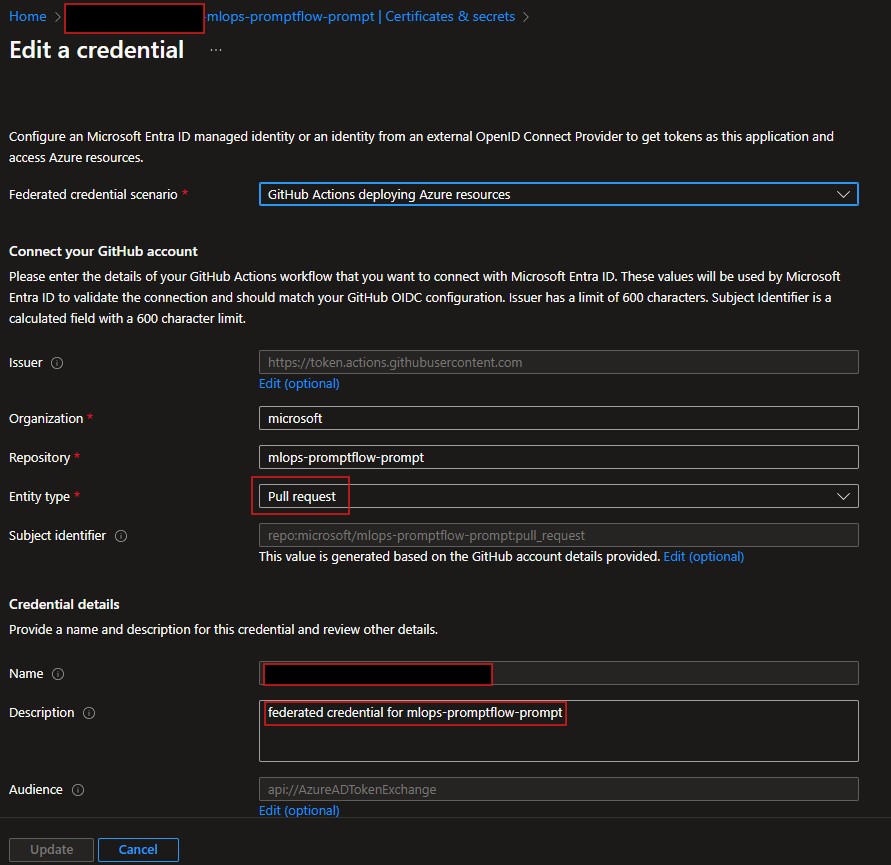 Home > -mlops-promptflow-prompt | Certificates & secrets >
Edit a credential ...
Configure an Microsoft Entra ID managed identity or an identity from an external OpenID Connect Provider to get tokens as this application and
access Azure resources.
Federated credential scenario * GitHub Actions deploying Azure resources
Connect your GitHub account
Please enter the details of your GitHub Actions workflow that you want to connect with Microsoft Entra ID. These values will be used by Microsoft
Entra ID to validate the connection and should match your GitHub OIDC configuration. Issuer has a limit of 600 characters. Subject Identifier is a
calculated field with a 600 character limit.
Issuer https://token.actions.githubusercontent.com
Edit (optional)
Organization * microsoft
Repository * mlops-promptflow-prompt
Entity type * Pull request
Subject identifier repo:microsoft/mlops-promptflow-prompt:pull_request
This value is generated based on the GitHub account details provided. Edit (optional)
Credential details
Provide a name and description for this credential and review other details.
Name
Description federated credential for mlops-promptflow-prompt
Audience api://AzureADTokenExchange
Edit (optional)
Update Cancel